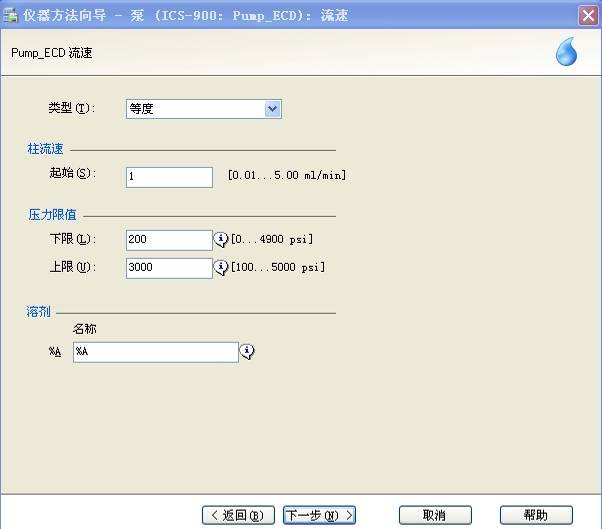 仪器方法向导 - 泵 (ICS-900: Pump_ECD): 流速
Pump_ECD 流速
类型(T): 等度
柱流速
起始(S): 1 [0.01...5.00 ml/min]
压力限值
下限(L): 200 [0...4900 psi]
上限(U): 3000 [100...5000 psi]
溶剂
名称
%A %A
< 返回(B) 下一步(N) > 取消 帮助